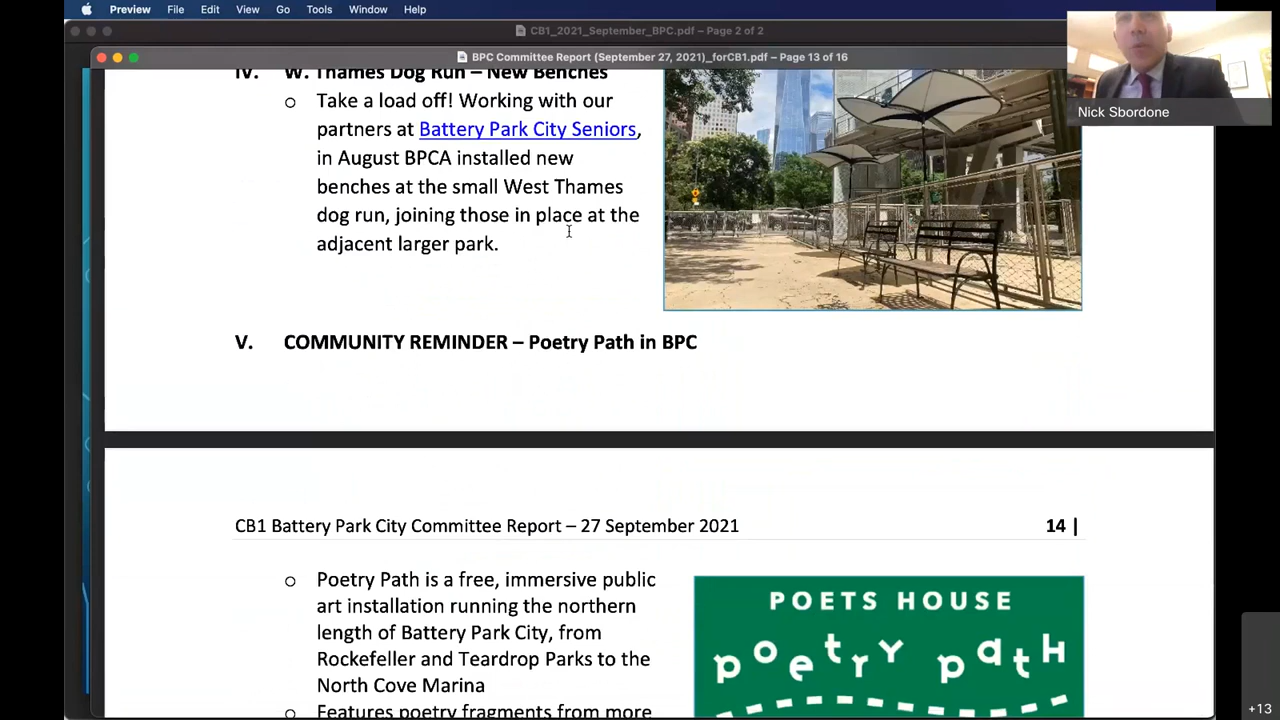 Preview File Edit View Go Tools Window Help
CB1_2021_September_BPC.pdf – Page 2 of 2
BPC Committee Report (September 27, 2021)_forCB1.pdf – Page 13 of 16
Nick Sbordone
IV. W. Thames Dog Run – New Benches
o Take a load off! Working with our
partners at Battery Park City Seniors,
in August BPCA installed new
benches at the small West Thames
dog run, joining those in place at the
adjacent larger park.
V. COMMUNITY REMINDER – Poetry Path in BPC
CB1 Battery Park City Committee Report – 27 September 2021 14 |
o Poetry Path is a free, immersive public
art installation running the northern
length of Battery Park City, from
Rockefeller and Teardrop Parks to the
North Cove Marina
o Features poetry fragments from more
POETS HOUSE
poetry path
+13